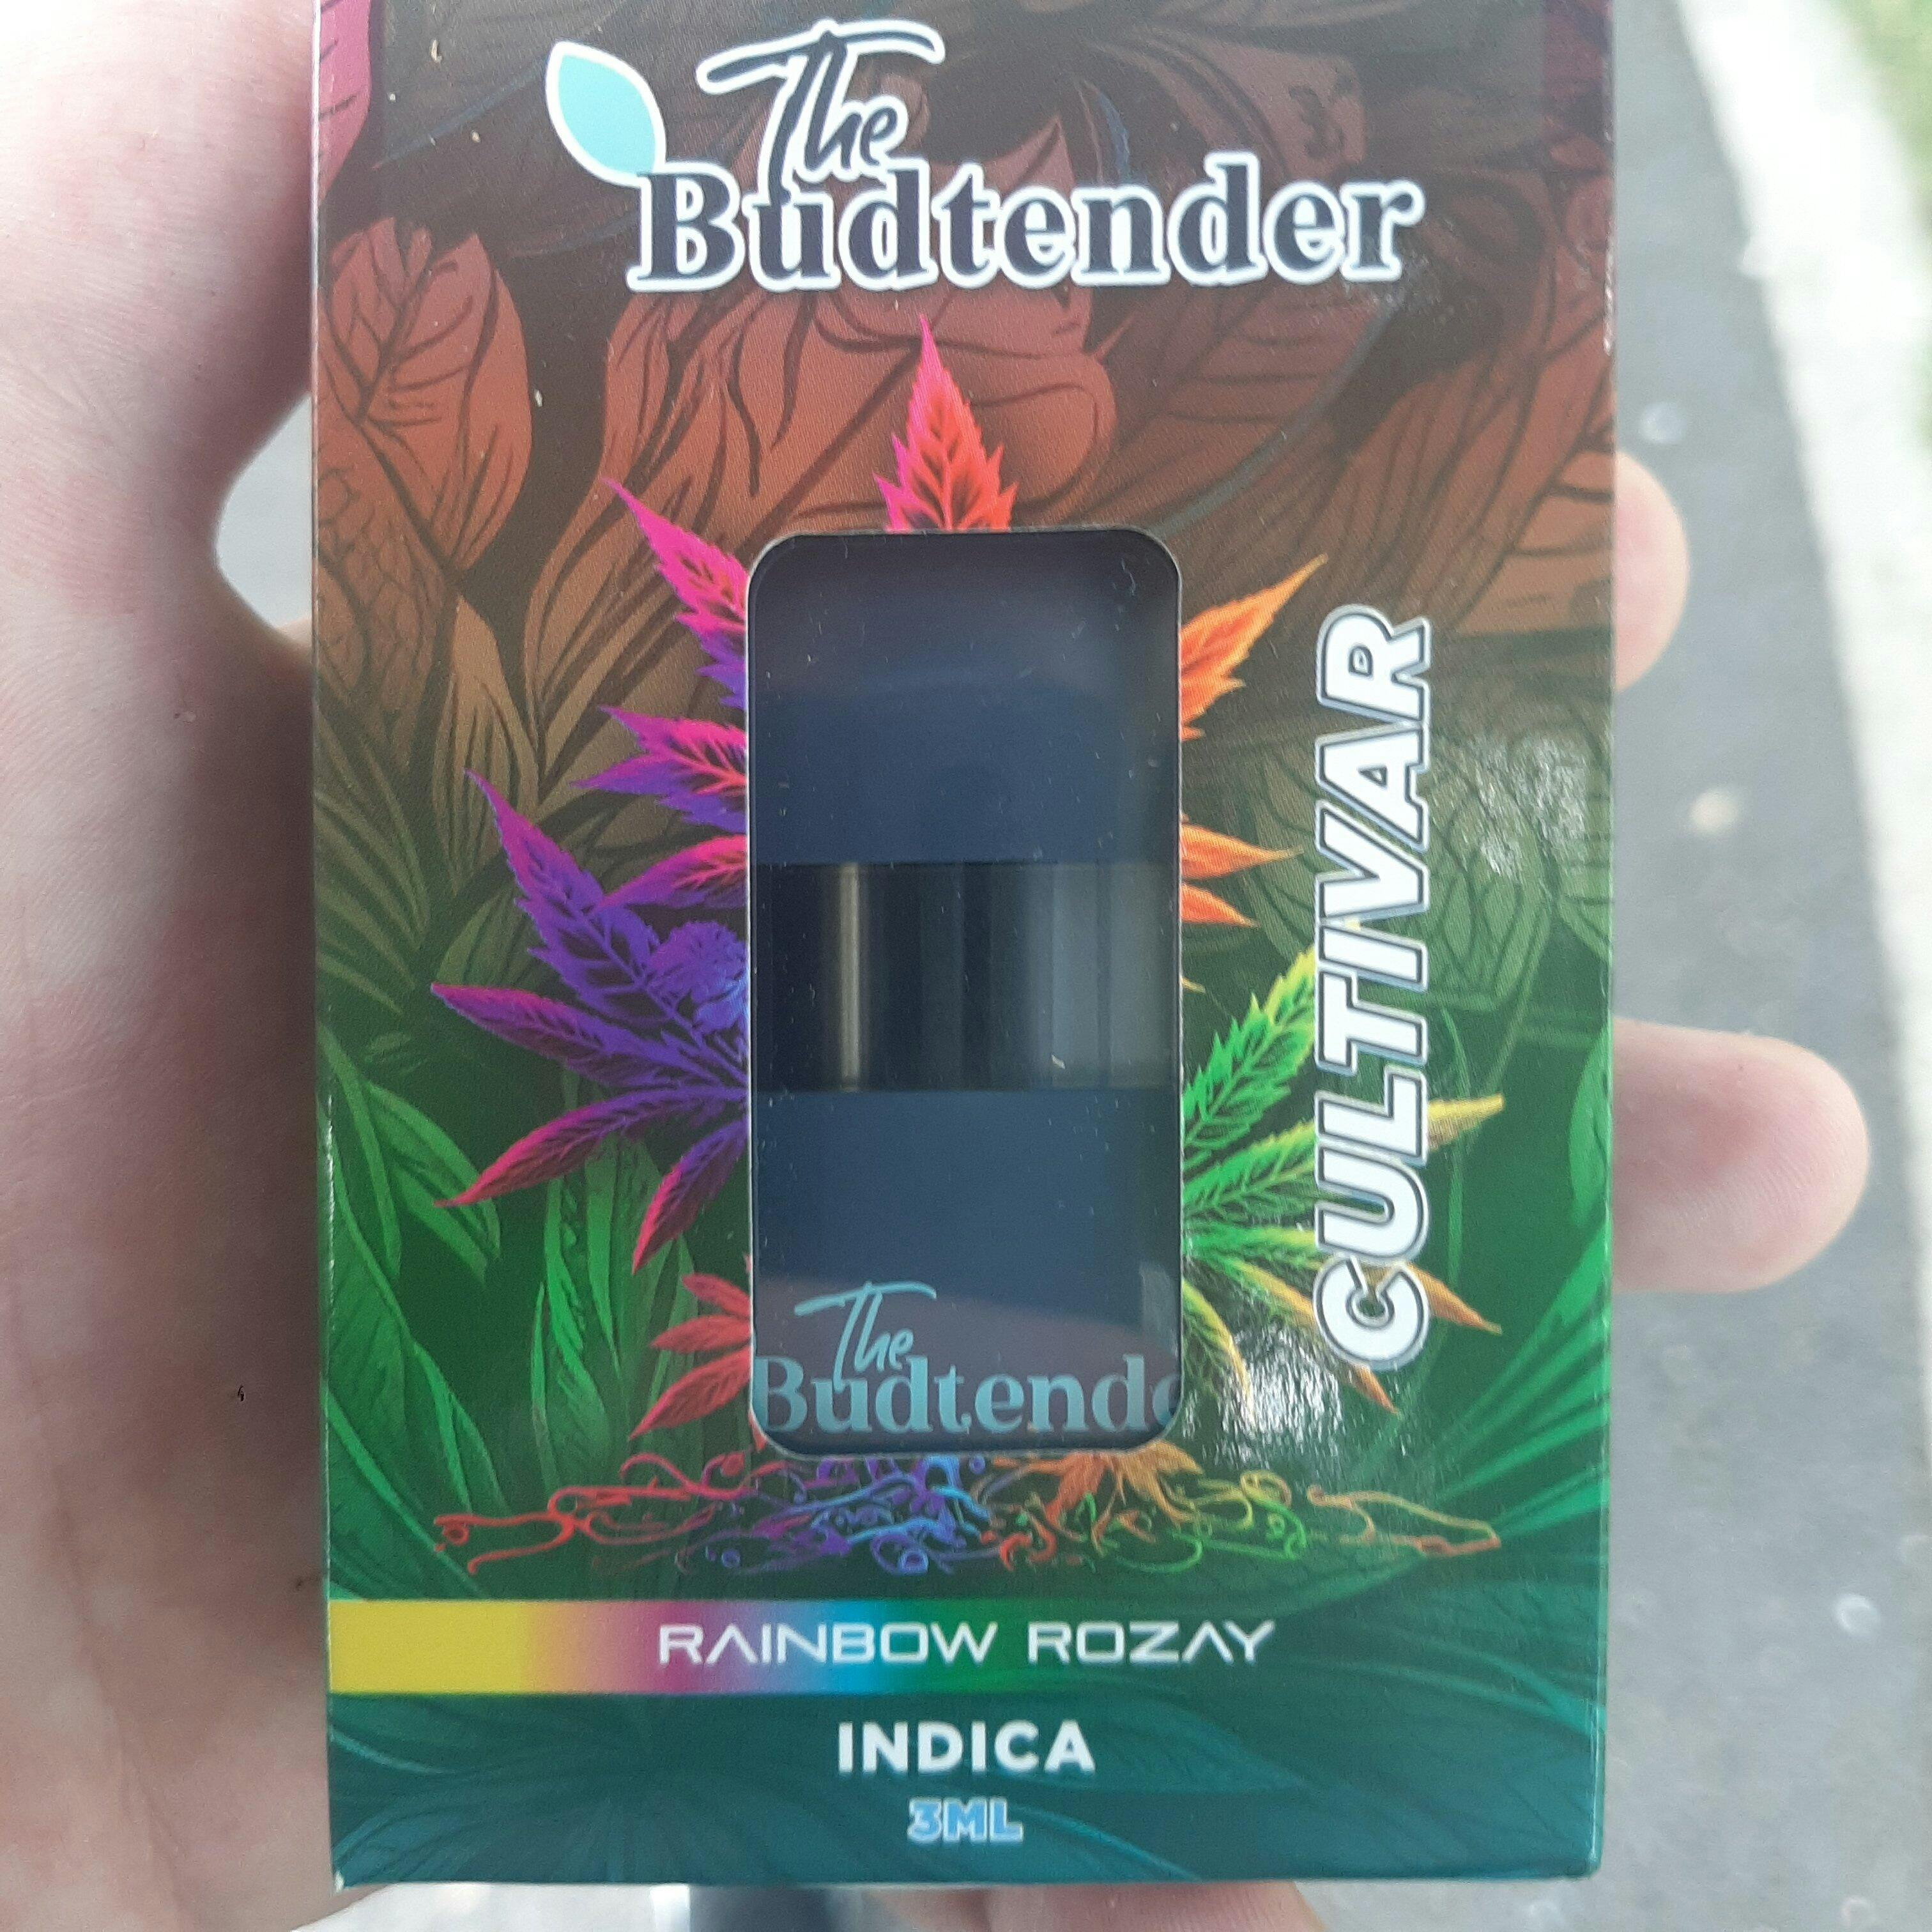 The
Budtender
CULTIVAR
The
Budtende
RAINBOW ROZAY
INDICA
3ML